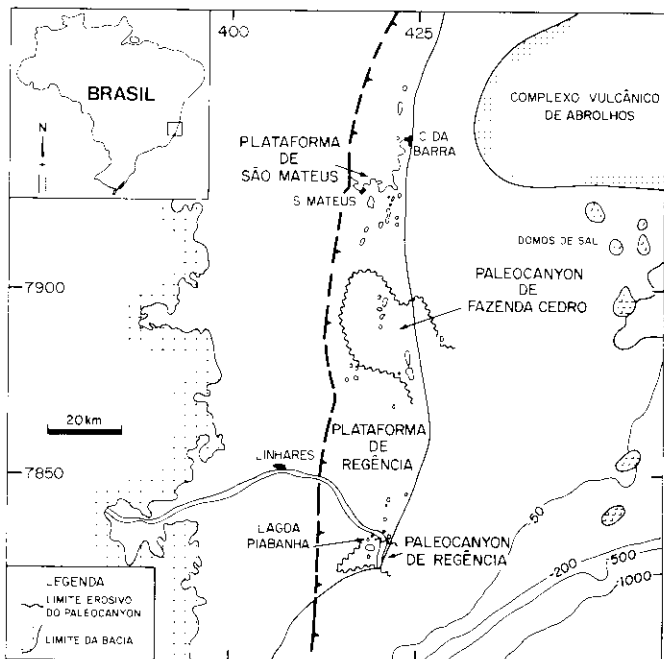 400
425
BRASIL
N
COMPLEXO VULCÂNICO
DE ABROLHOS
PLATAFORMA
DE
SÃO MATEUS
C DA
BARRA
S MATEUS
DOMOS DE SAL
7900
PALEOCANYON
DE
FAZENDA CEDRO
20 km
PLATAFORMA
DE
REGÊNCIA
LINHARES
7850
50
LAGOA
PIABANHA
PALEOCANYON
DE REGÊNCIA
-200
-500
-1000
LEGENDA
LIMITE EROSIVO
DO PALEOCANYON
LIMITE DA BACIA